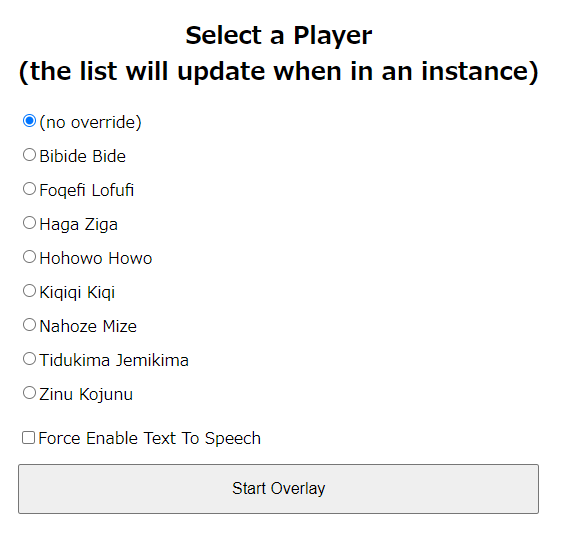 Select a Player
(the list will update when in an instance)
(no override)
Bibide Bide
Foqefi Lofufi
Haga Ziga
Hohowo Howo
Kiqiqi Kiqi
Nahoze Mize
Tidukima Jemikima
Zinu Kojunu
Force Enable Text To Speech
Start Overlay